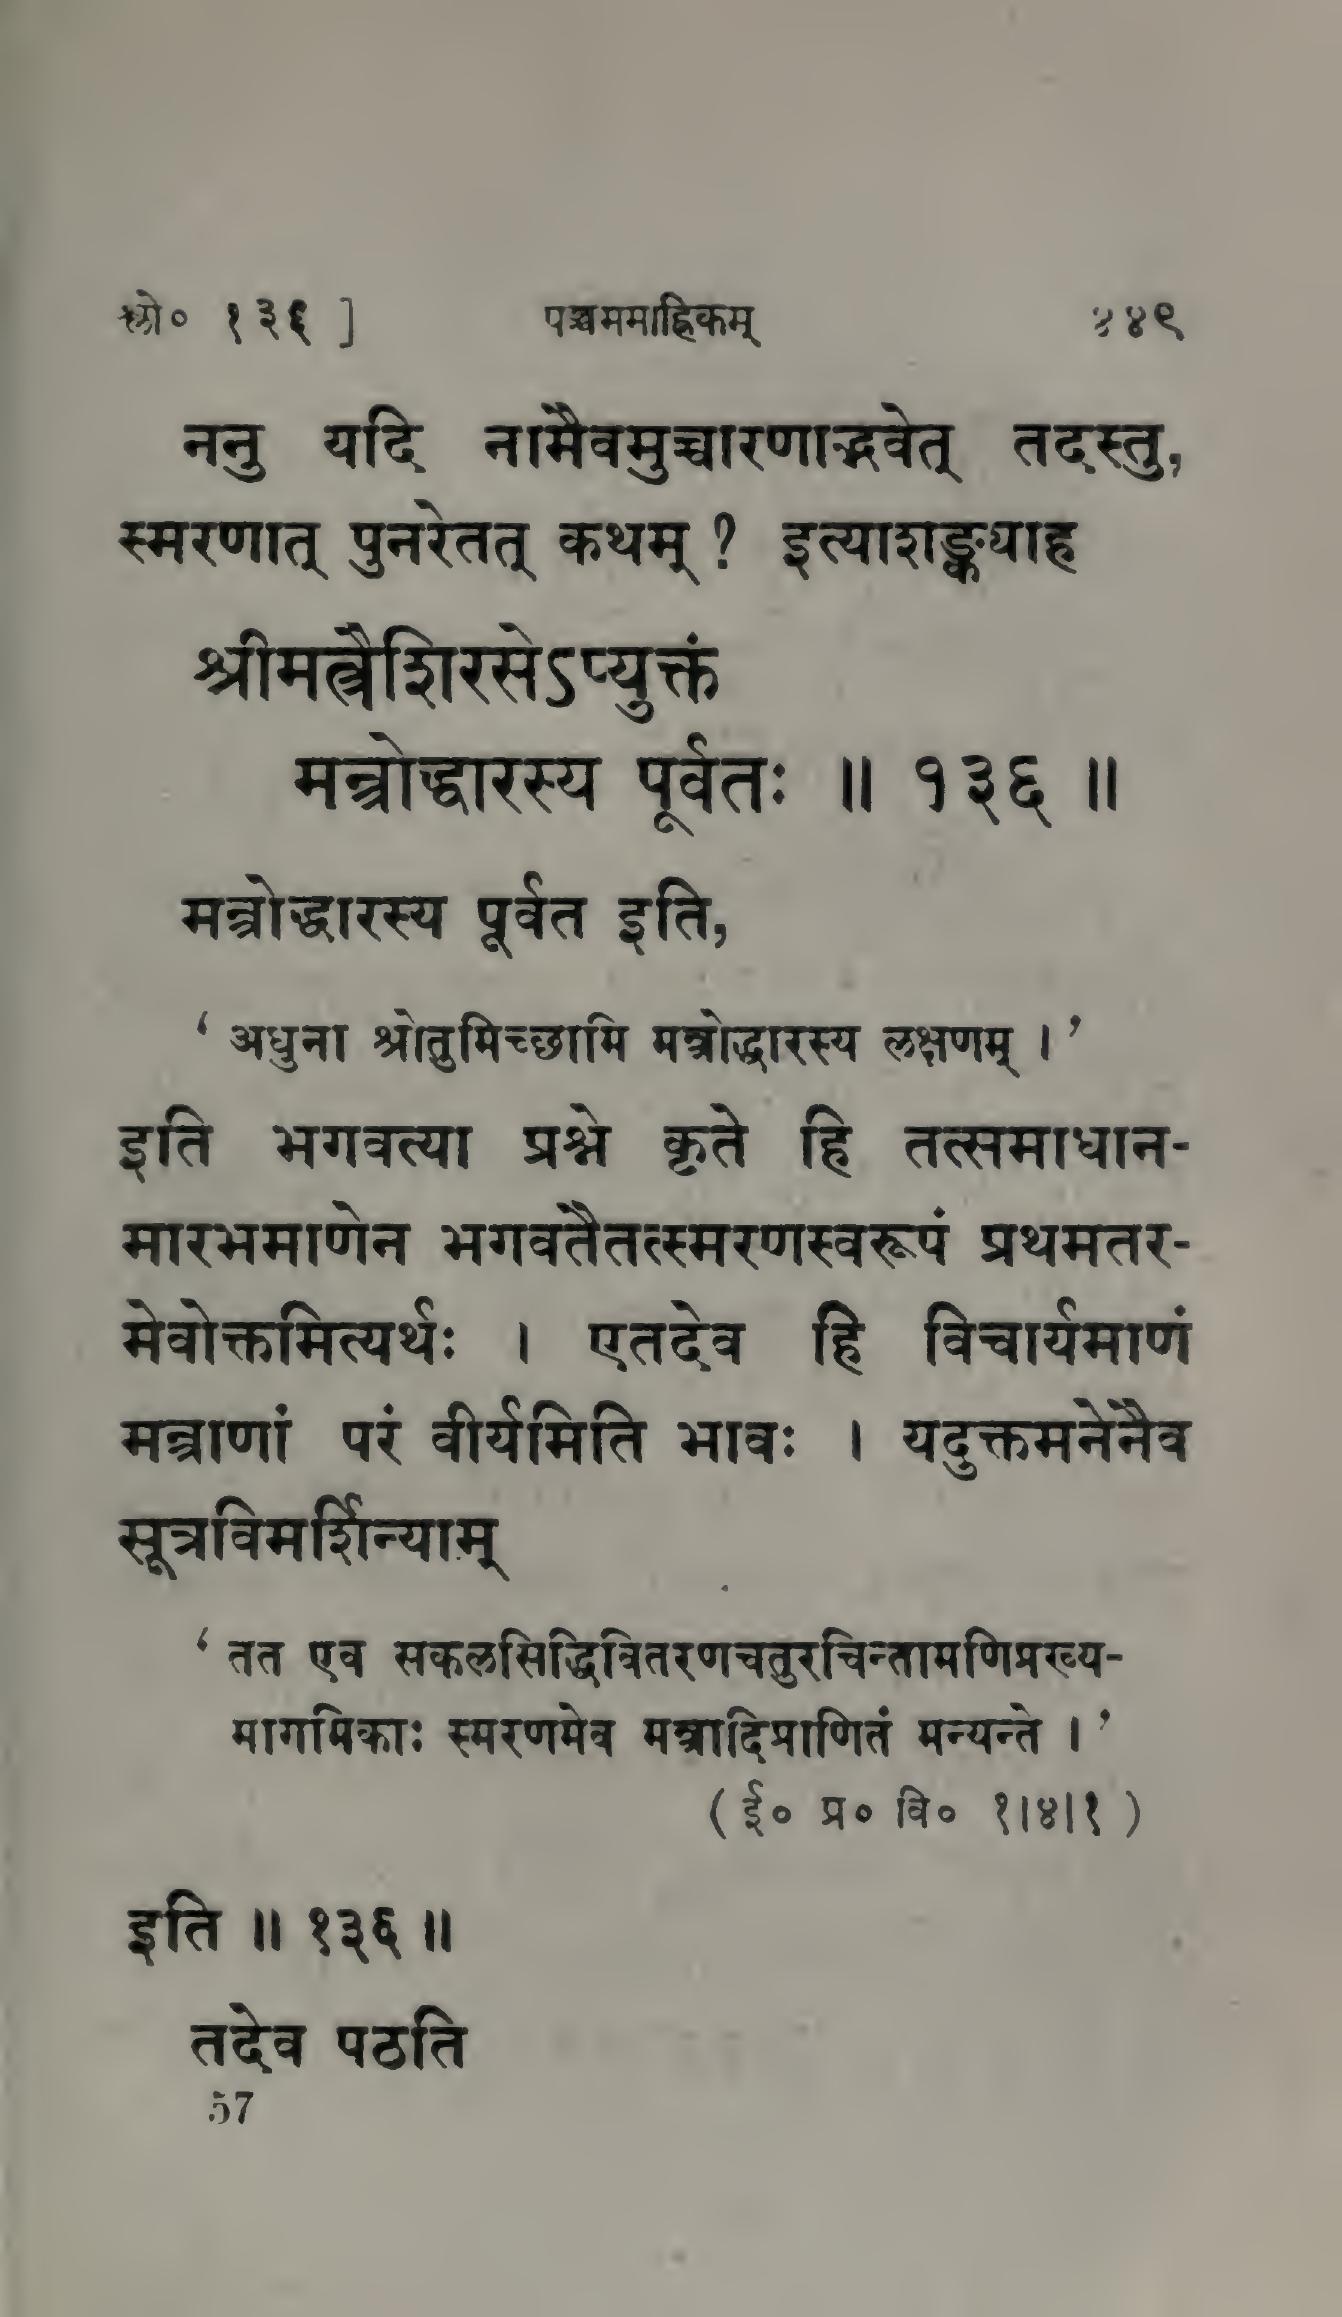 श्लो० १३६ ] पञ्चममाह्निकम् ४४९
ननु यदि नामैवमुच्चारणाद्भवेत् तदस्तु,
स्मरणात् पुनरेतत् कथम् ? इत्याशङ्क्याह
श्रीमत्त्रैशिरसेऽप्युक्तं
मन्त्रोद्धारस्य पूर्वतः ॥ १३६ ॥
मन्त्रोद्धारस्य पूर्वत इति,
‘ अधुना श्रोतुमिच्छामि मन्त्रोद्धारस्य लक्षणम् । ’
इति भगवत्या प्रश्ने कृते हि तत्समाधान-
मारभमाणेन भगवतैतत्स्मरणस्वरूपं प्रथमतर-
मेवोक्तमित्यर्थः । एतदेव हि विचार्यमाणं
मन्त्राणां परं वीर्यमिति भावः । यदुक्तमनेनैव
सूत्रविमर्शिन्याम्
‘ तत एव सकलसिद्धिवितरणचतुरचिन्तामणिप्रख्य-
मागमिकाः स्मरणमेव मन्त्रादिप्राणितं मन्यन्ते । ’
( ई० प्र० वि० १।४।१ )
इति ॥ १३६ ॥
तदेव पठति
57